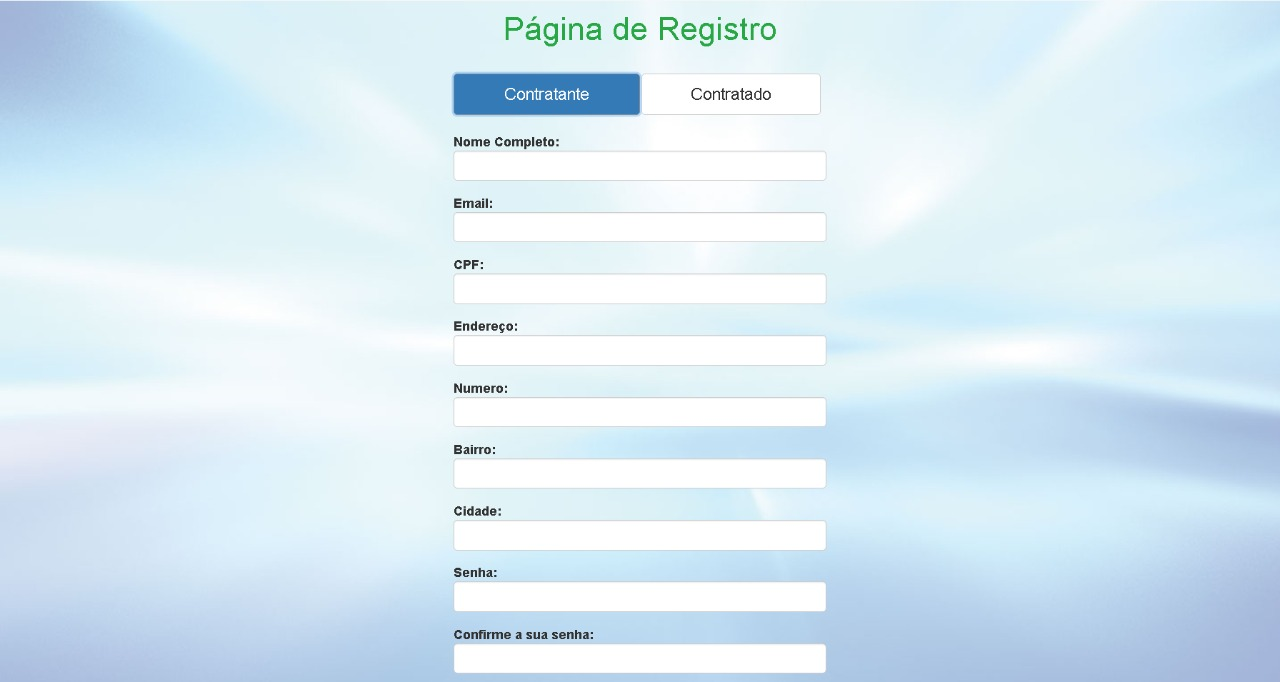 Página de Registro
Contratante Contratado
Nome Completo:
Email:
CPF:
Endereço:
Numero:
Bairro:
Cidade:
Senha:
Confirme a sua senha: